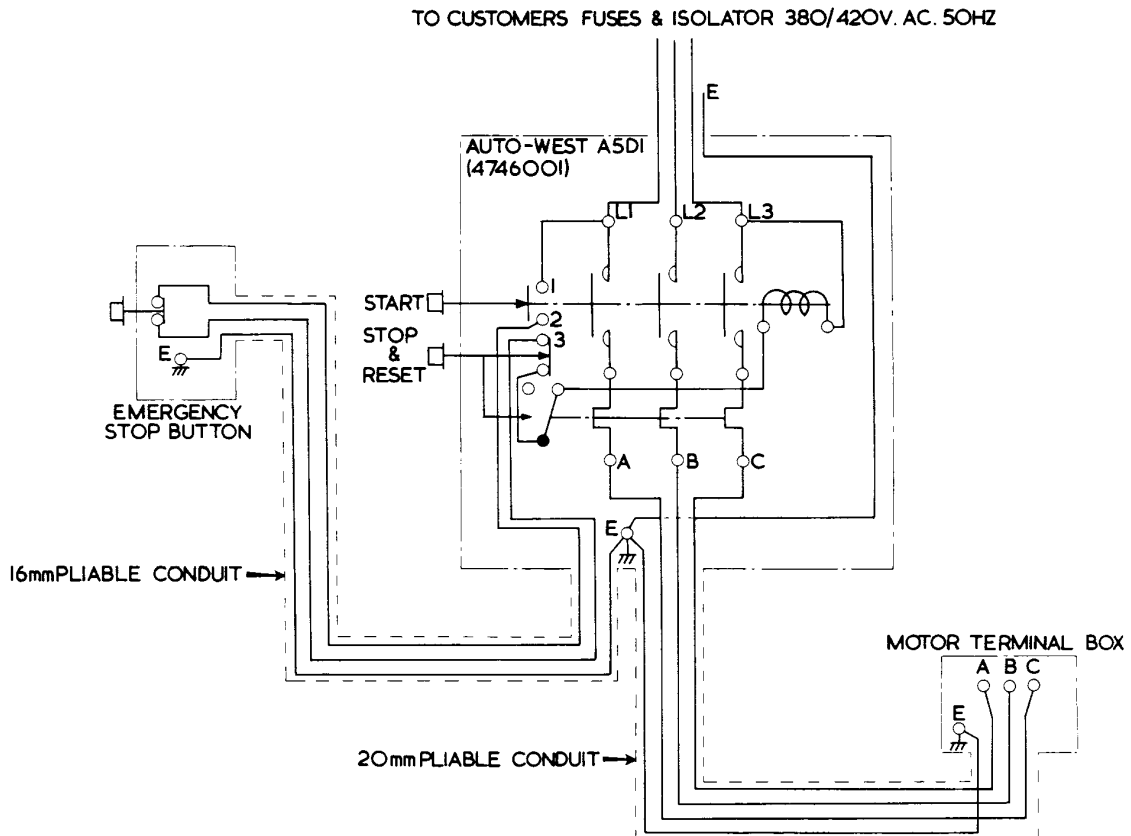 TO CUSTOMERS FUSES & ISOLATOR 380/420V. AC. 50HZ
E
AUTO-WEST A5D1
(4746001)
L1
L2
L3
1
START
2
STOP
&
RESET
3
E
EMERGENCY
STOP BUTTON
A
B
C
E
16mm PLIABLE CONDUIT
MOTOR TERMINAL BOX
A B C
E
20mm PLIABLE CONDUIT